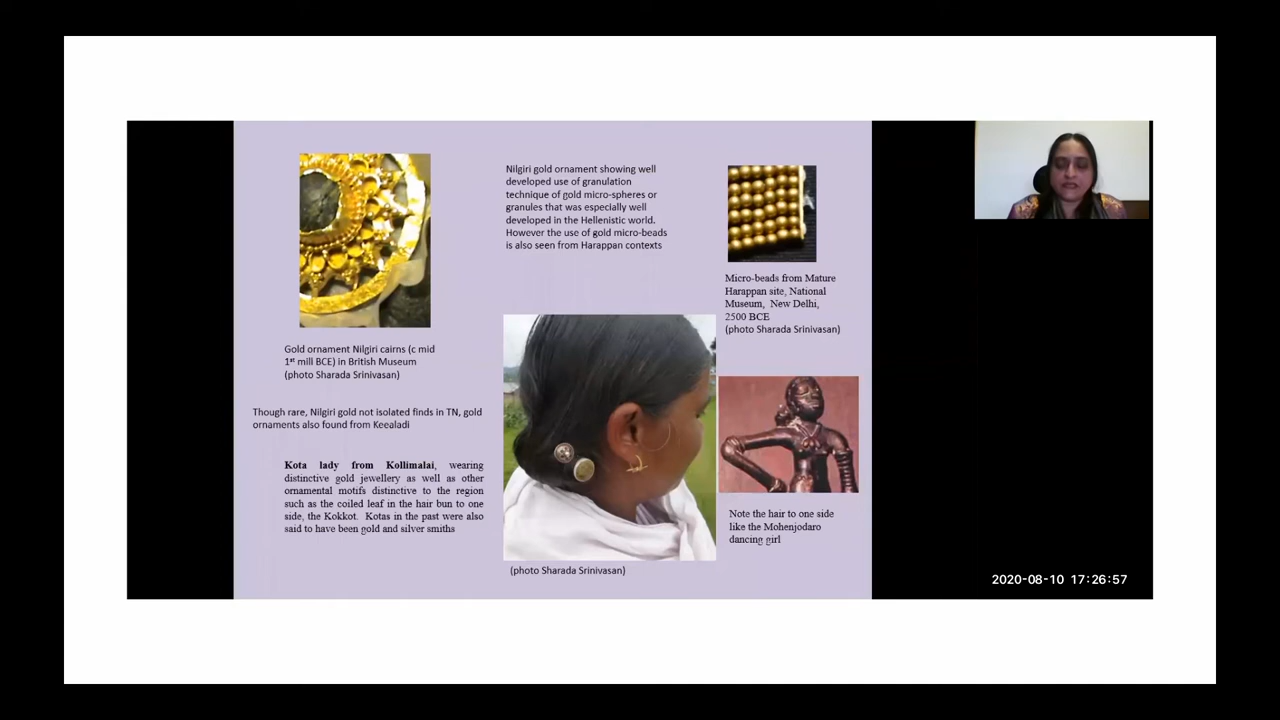 Nilgiri gold ornament showing well
developed use of granulation
technique of gold micro-spheres or
granules that was especially well
developed in the Hellenistic world.
However the use of gold micro-beads
is also seen from Harappan contexts
Micro-beads from Mature
Harappan site, National
Museum, New Delhi,
2500 BCE
(photo Sharada Srinivasan)
Gold ornament Nilgiri cairns (c mid
1st mill BCE) in British Museum
(photo Sharada Srinivasan)
Though rare, Nilgiri gold not isolated finds in TN, gold
ornaments also found from Keealadi
Kota lady from Kollimalai, wearing
distinctive gold jewellery as well as other
ornamental motifs distinctive to the region
such as the coiled leaf in the hair bun to one
side, the Kokkot. Kotas in the past were also
said to have been gold and silver smiths
(photo Sharada Srinivasan)
Note the hair to one side
like the Mohenjodaro
dancing girl
2020-08-10 17:26:57